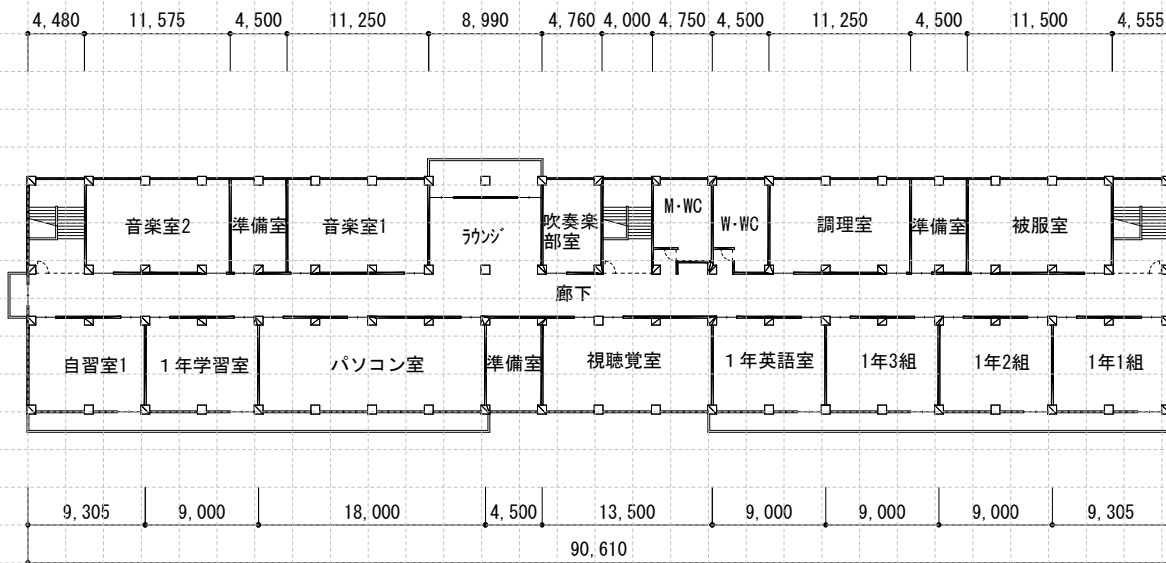 4,480 11,575 4,500 11,250 8,990 4,760 4,000 4,750 4,500 11,250 4,500 11,500 4,555
音楽室2 準備室 音楽室1 ラウンジ 吹奏楽部室 M・WC W・WC 調理室 準備室 被服室
廊下
自習室1 1年学習室 パソコン室 準備室 視聴覚室 1年英語室 1年3組 1年2組 1年1組
9,305 9,000 18,000 4,500 13,500 9,000 9,000 9,000 9,305
90,610